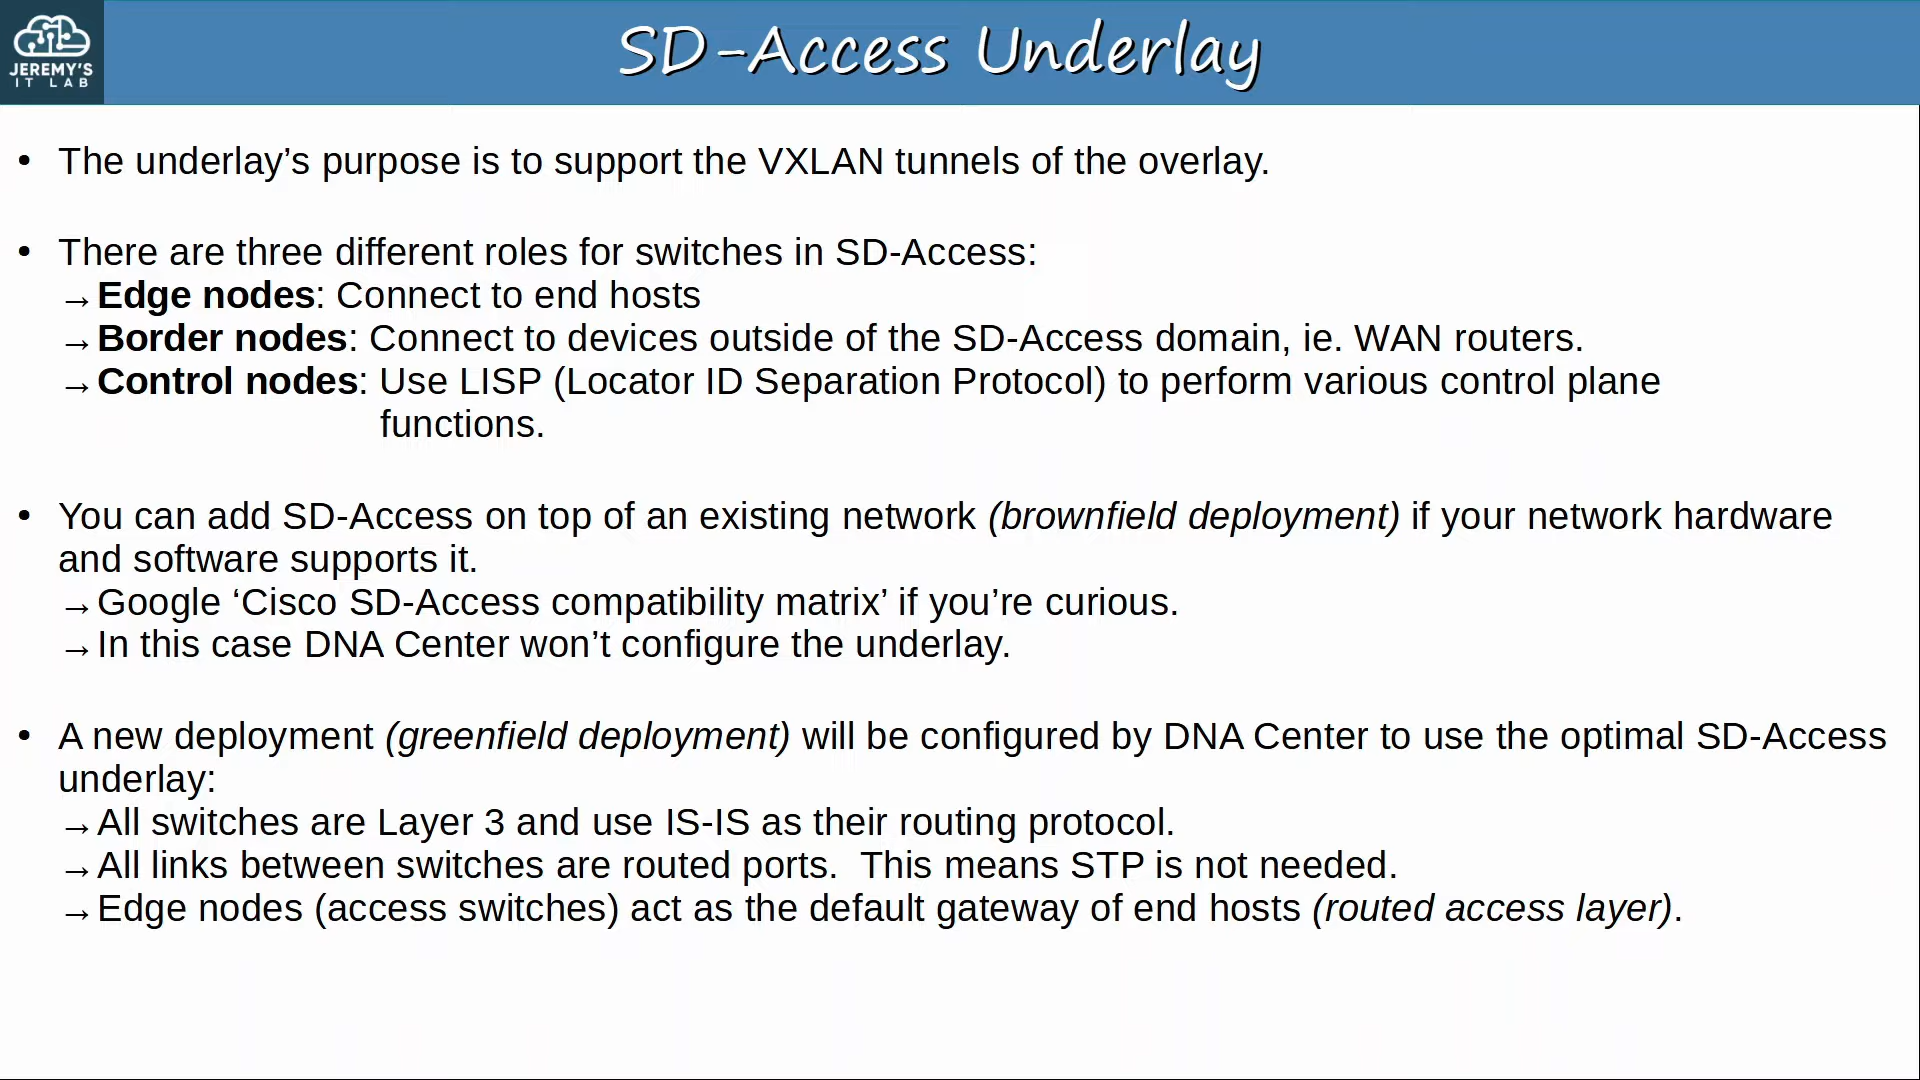 JEREMY'S
IT LAB
SD-Access Underlay
• The underlay’s purpose is to support the VXLAN tunnels of the overlay.
• There are three different roles for switches in SD-Access:
→Edge nodes: Connect to end hosts
→Border nodes: Connect to devices outside of the SD-Access domain, ie. WAN routers.
→Control nodes: Use LISP (Locator ID Separation Protocol) to perform various control plane
functions.
• You can add SD-Access on top of an existing network (brownfield deployment) if your network hardware
and software supports it.
→Google ‘Cisco SD-Access compatibility matrix’ if you’re curious.
→In this case DNA Center won’t configure the underlay.
• A new deployment (greenfield deployment) will be configured by DNA Center to use the optimal SD-Access
underlay:
→All switches are Layer 3 and use IS-IS as their routing protocol.
→All links between switches are routed ports.  This means STP is not needed.
→Edge nodes (access switches) act as the default gateway of end hosts (routed access layer).